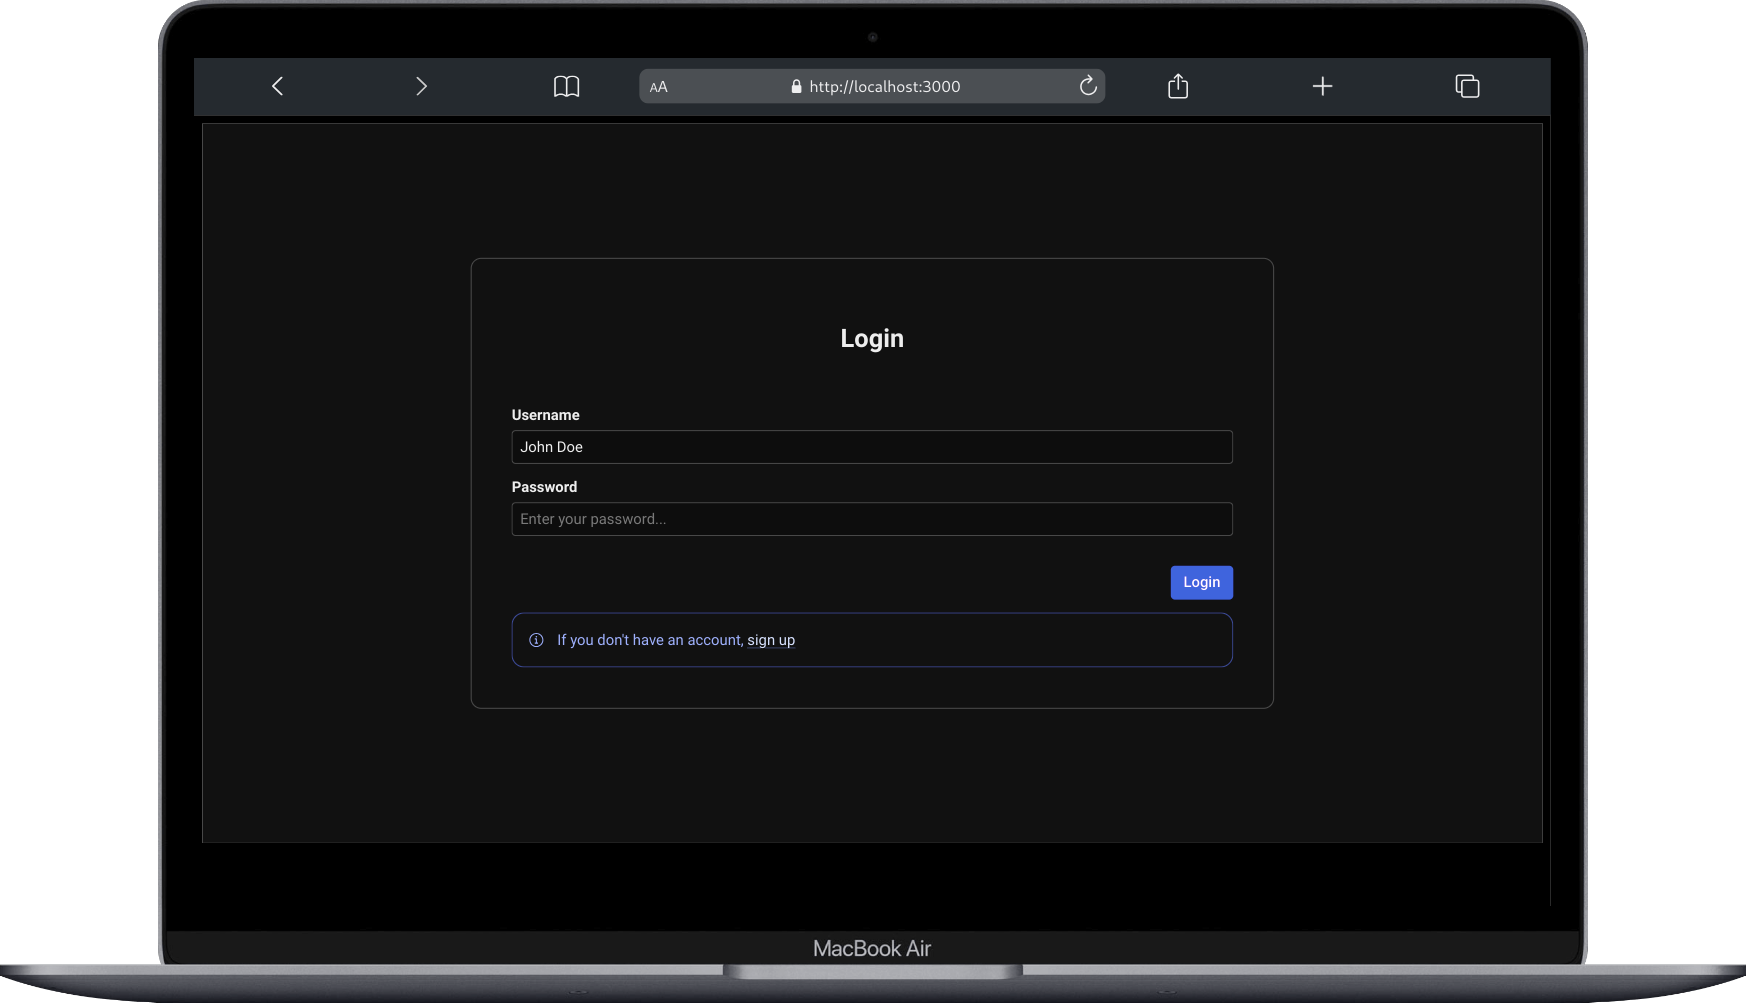 AA http://localhost:3000
Login
Username
John Doe
Password
Enter your password...
Login
If you don't have an account, sign up
MacBook Air